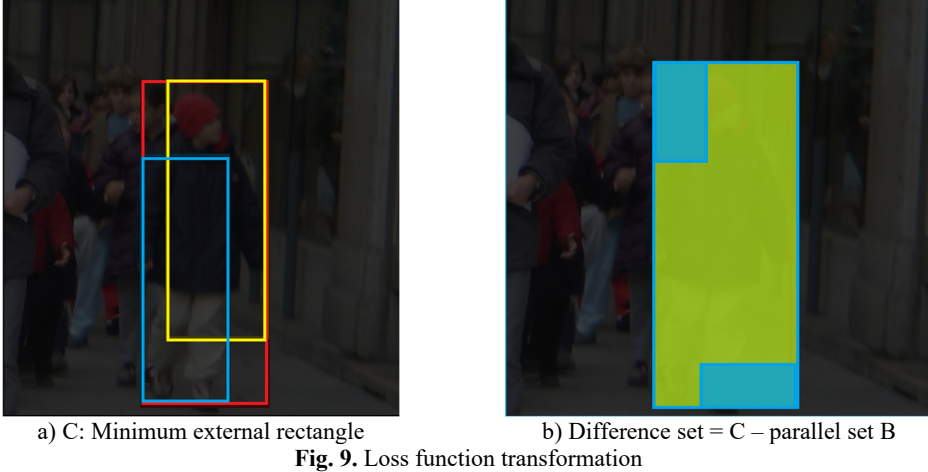 a) C: Minimum external rectangle
b) Difference set = C – parallel set B
Fig. 9. Loss function transformation